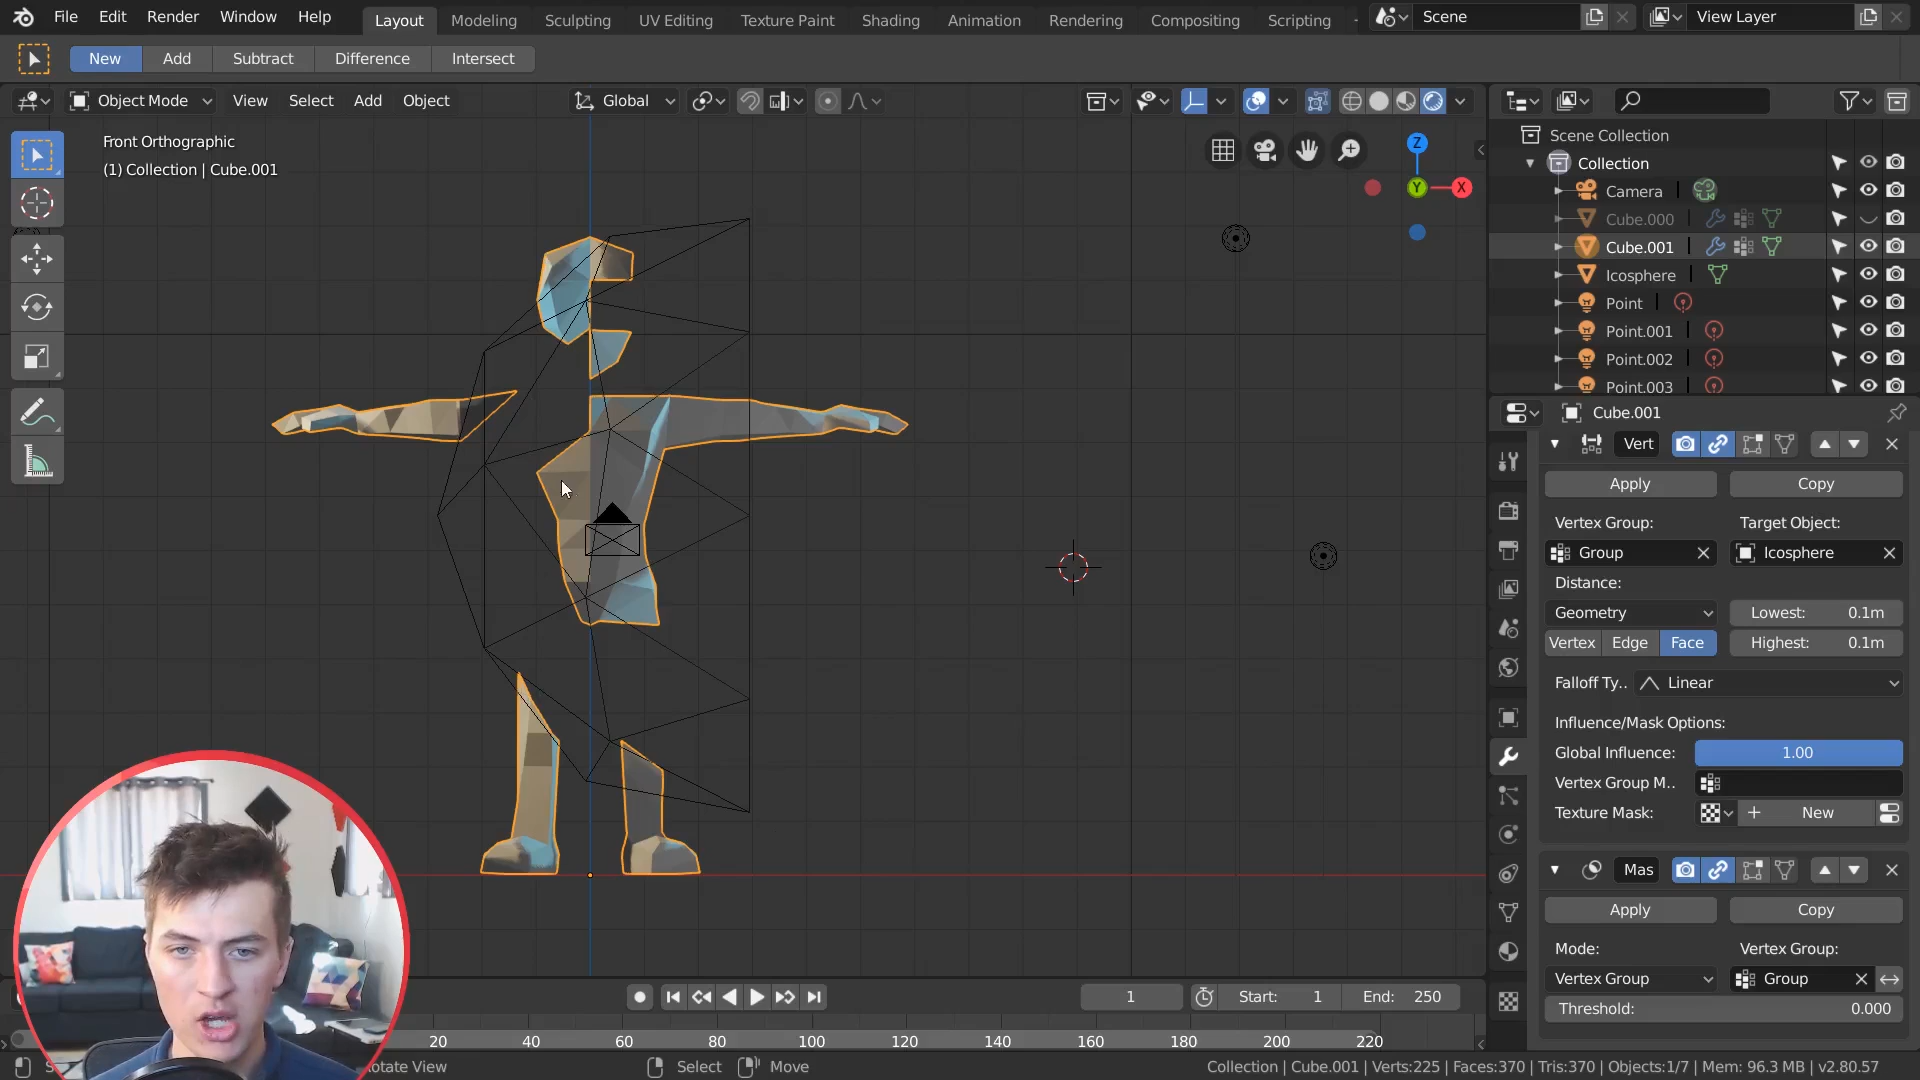 File Edit Render Window Help Layout Modeling Sculpting UV Editing Texture Paint Shading Animation Rendering Compositing Scripting Scene View Layer
New Add Subtract Difference Intersect
Object Mode View Select Add Object Global
Front Orthographic
(1) Collection | Cube.001
Z
Y
X
Scene Collection
Collection
Camera
Cube.000
Cube.001
Icosphere
Point
Point.001
Point.002
Point.003
Cube.001
Vert
Apply Copy
Vertex Group: Target Object:
Group Icosphere
Distance:
Geometry Lowest: 0.1m
Vertex Edge Face Highest: 0.1m
Falloff Ty.. Linear
Influence/Mask Options:
Global Influence: 1.00
Vertex Group M..
Texture Mask: New
Mas
Apply Copy
Mode: Vertex Group:
Vertex Group Group
Threshold: 0.000
1 Start: 1 End: 250
20 40 60 80 100 120 140 160 180 200 220
otate View Select Move Collection | Cube.001 | Verts:225 | Faces:370 | Tris:370 | Objects:1/7 | Mem: 96.3 MB | v2.80.57